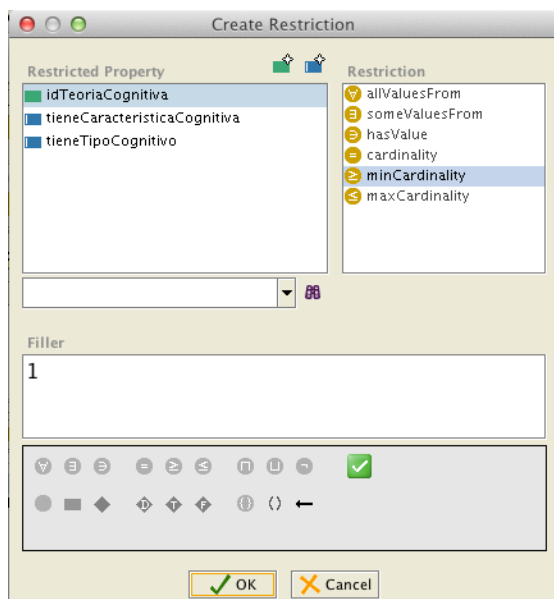 Create Restriction
Restricted Property
idTeoriaCognitiva
tieneCaracteristicaCognitiva
tieneTipoCognitivo
Restriction
∀ allValuesFrom
∃ someValuesFrom
∋ hasValue
= cardinality
≥ minCardinality
≤ maxCardinality
Filler
1
∀ ∃ ∋ = ≥ ≤ ⊓ ⊔ ¬
D T F {} () ←
OK
Cancel